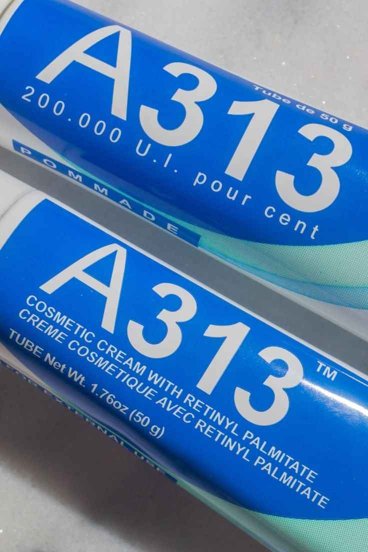 A313
Tube de 50 g
200.000 U.I. pour cent
POMMADE
A313™
COSMETIC CREAM WITH RETINYL PALMITATE
CREME COSMETIQUE AVEC RETINYL PALMITATE
TUBE Net Wt. 1.76oz (50 g)